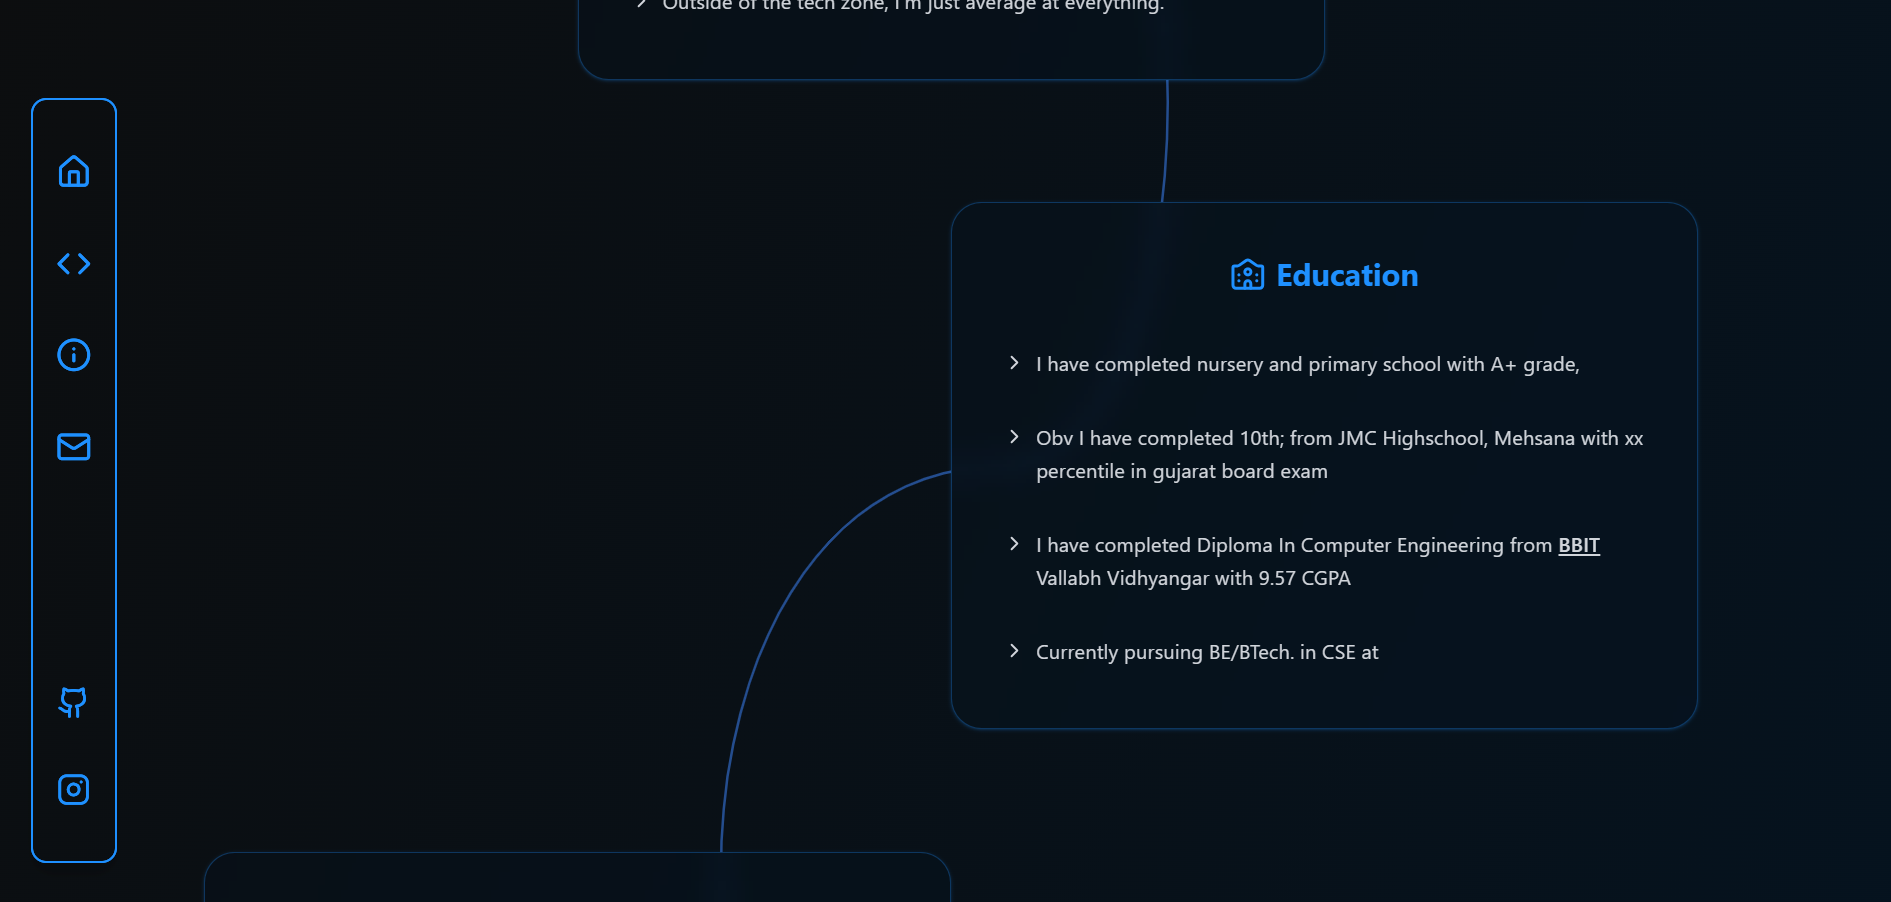 Outside of the tech zone, I'm just average at everything.
Education
I have completed nursery and primary school with A+ grade,
Obv I have completed 10th; from JMC Highschool, Mehsana with xx
percentile in gujarat board exam
I have completed Diploma In Computer Engineering from BBIT
Vallabh Vidhyangar with 9.57 CGPA
Currently pursuing BE/BTech. in CSE at